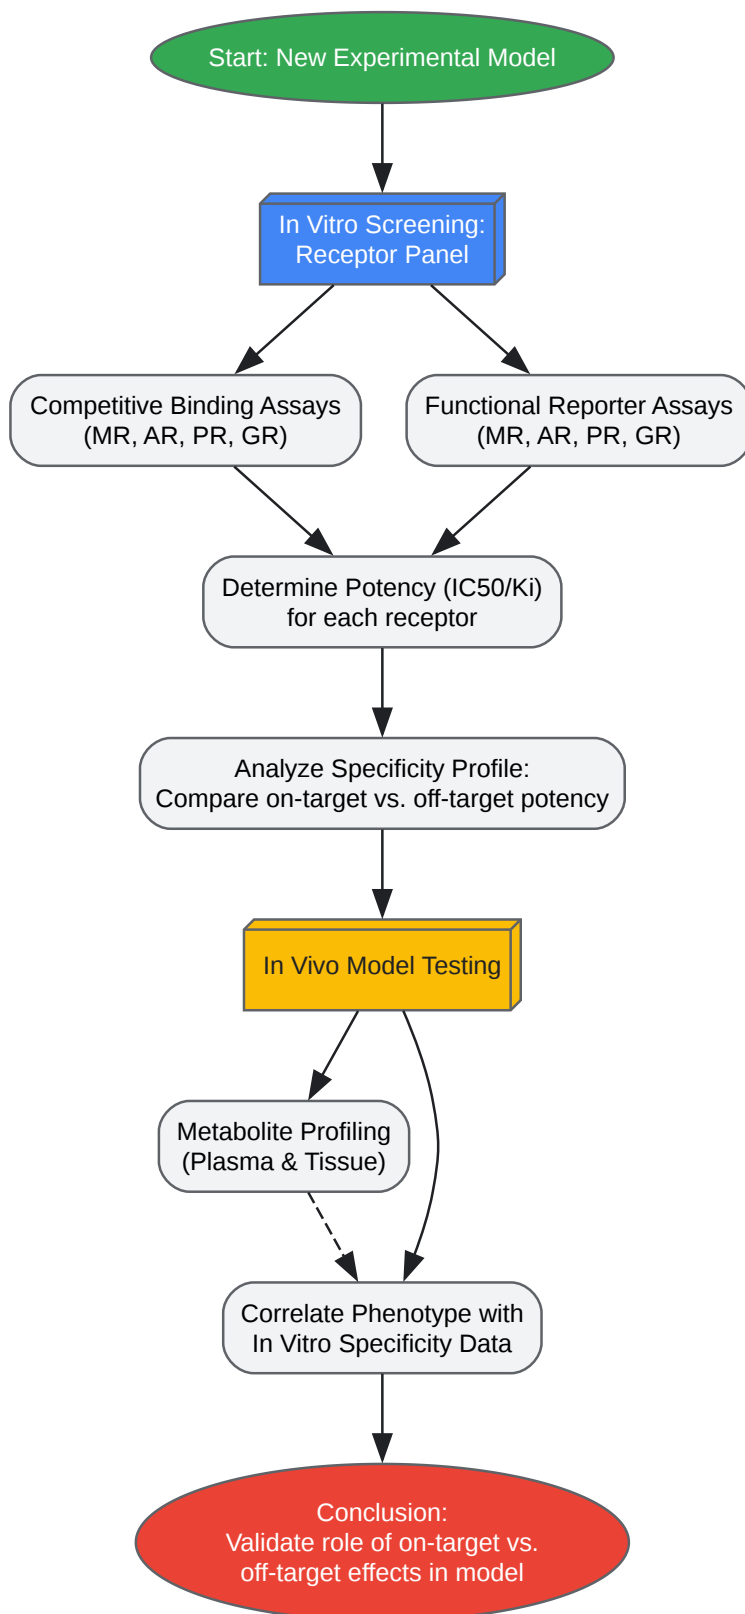 Start: New Experimental Model
In Vitro Screening:
Receptor Panel
Competitive Binding Assays
(MR, AR, PR, GR)
Functional Reporter Assays
(MR, AR, PR, GR)
Determine Potency (IC50/Ki)
for each receptor
Analyze Specificity Profile:
Compare on-target vs. off-target potency
In Vivo Model Testing
Metabolite Profiling
(Plasma & Tissue)
Correlate Phenotype with
In Vitro Specificity Data
Conclusion:
Validate role of on-target vs.
off-target effects in model